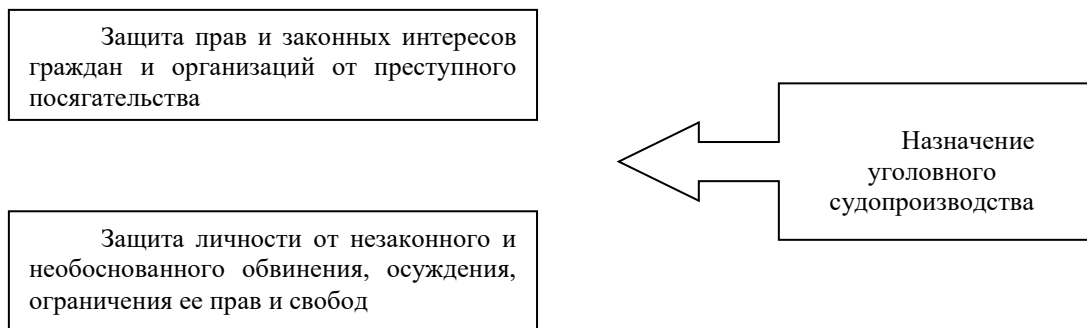 Защита прав и законных интересов
граждан и организаций от преступного
посягательства
Назначение
уголовного
судопроизводства
Защита личности от незаконного и
необоснованного обвинения, осуждения,
ограничения ее прав и свобод